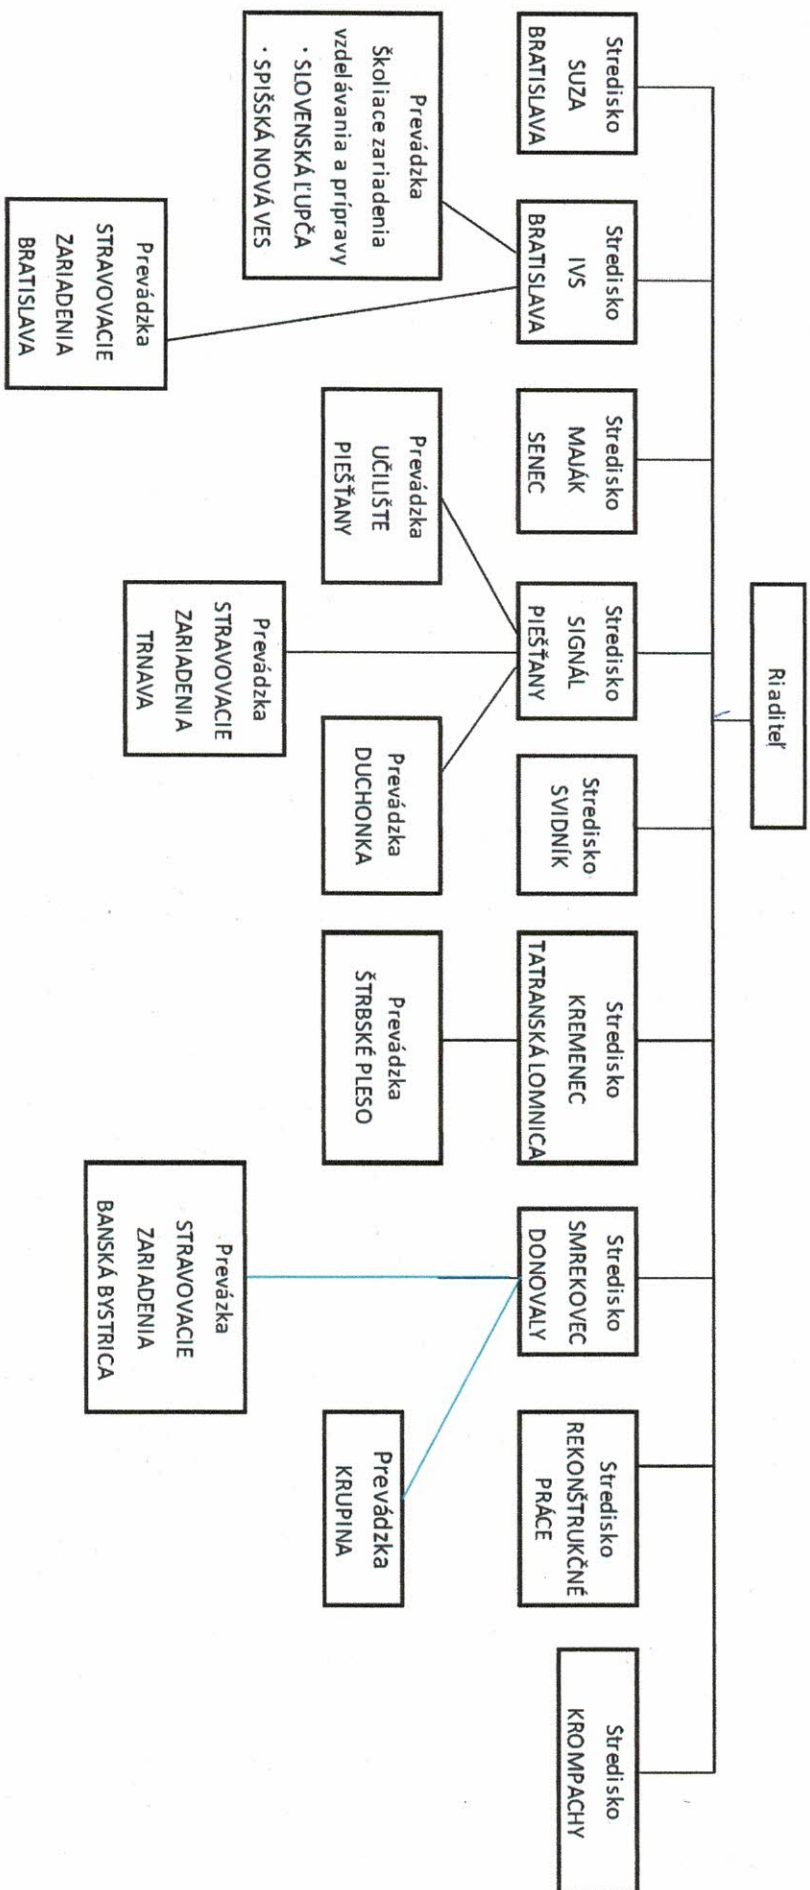 Riaditeľ
Stredisko
SUZA
BRATISLAVA
Stredisko
IVS
BRATISLAVA
Stredisko
MAJÁK
SENEC
Stredisko
SIGNÁL
PIEŠŤANY
Stredisko
SVIDNÍK
Stredisko
KREMENEC
TATRANSKÁ LOMNICA
Stredisko
SMREKOVEC
DONOVALY
Stredisko
REKONŠTRUKČNÉ
PRÁCE
Stredisko
KROMPACHY
Prevádzka
Školiace zariadenia
vzdelávania a prípravy
· SLOVENSKÁ ĽUPČA
· SPIŠSKÁ NOVÁ VES
Prevádzka
UČILIŠTE
PIEŠŤANY
Prevádzka
DUCHONKA
Prevádzka
ŠTRBSKÉ PLESO
Prevádzka
KRUPINA
Prevádzka
STRAVOVACIE
ZARIADENIA
BRATISLAVA
Prevádzka
STRAVOVACIE
ZARIADENIA
TRNAVA
Prevázka
STRAVOVACIE
ZARIADENIA
BANSKÁ BYSTRICA